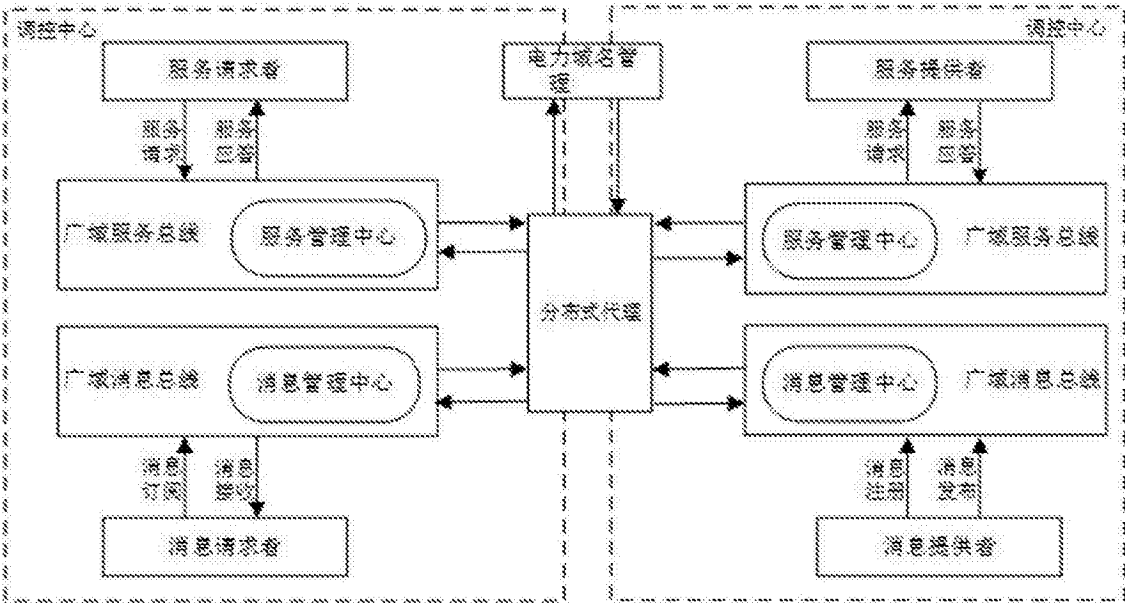 调控中心
调控中心
服务请求者
电力域名管
理
服务提供者
服务
请求
服务
应答
服务
请求
服务
应答
广域服务总线
服务管理中心
服务管理中心
广域服务总线
分布式代理
广域消息总线
消息管理中心
消息管理中心
广域消息总线
消息
订阅
消息
接收
消息
注册
消息
发布
消息请求者
消息提供者